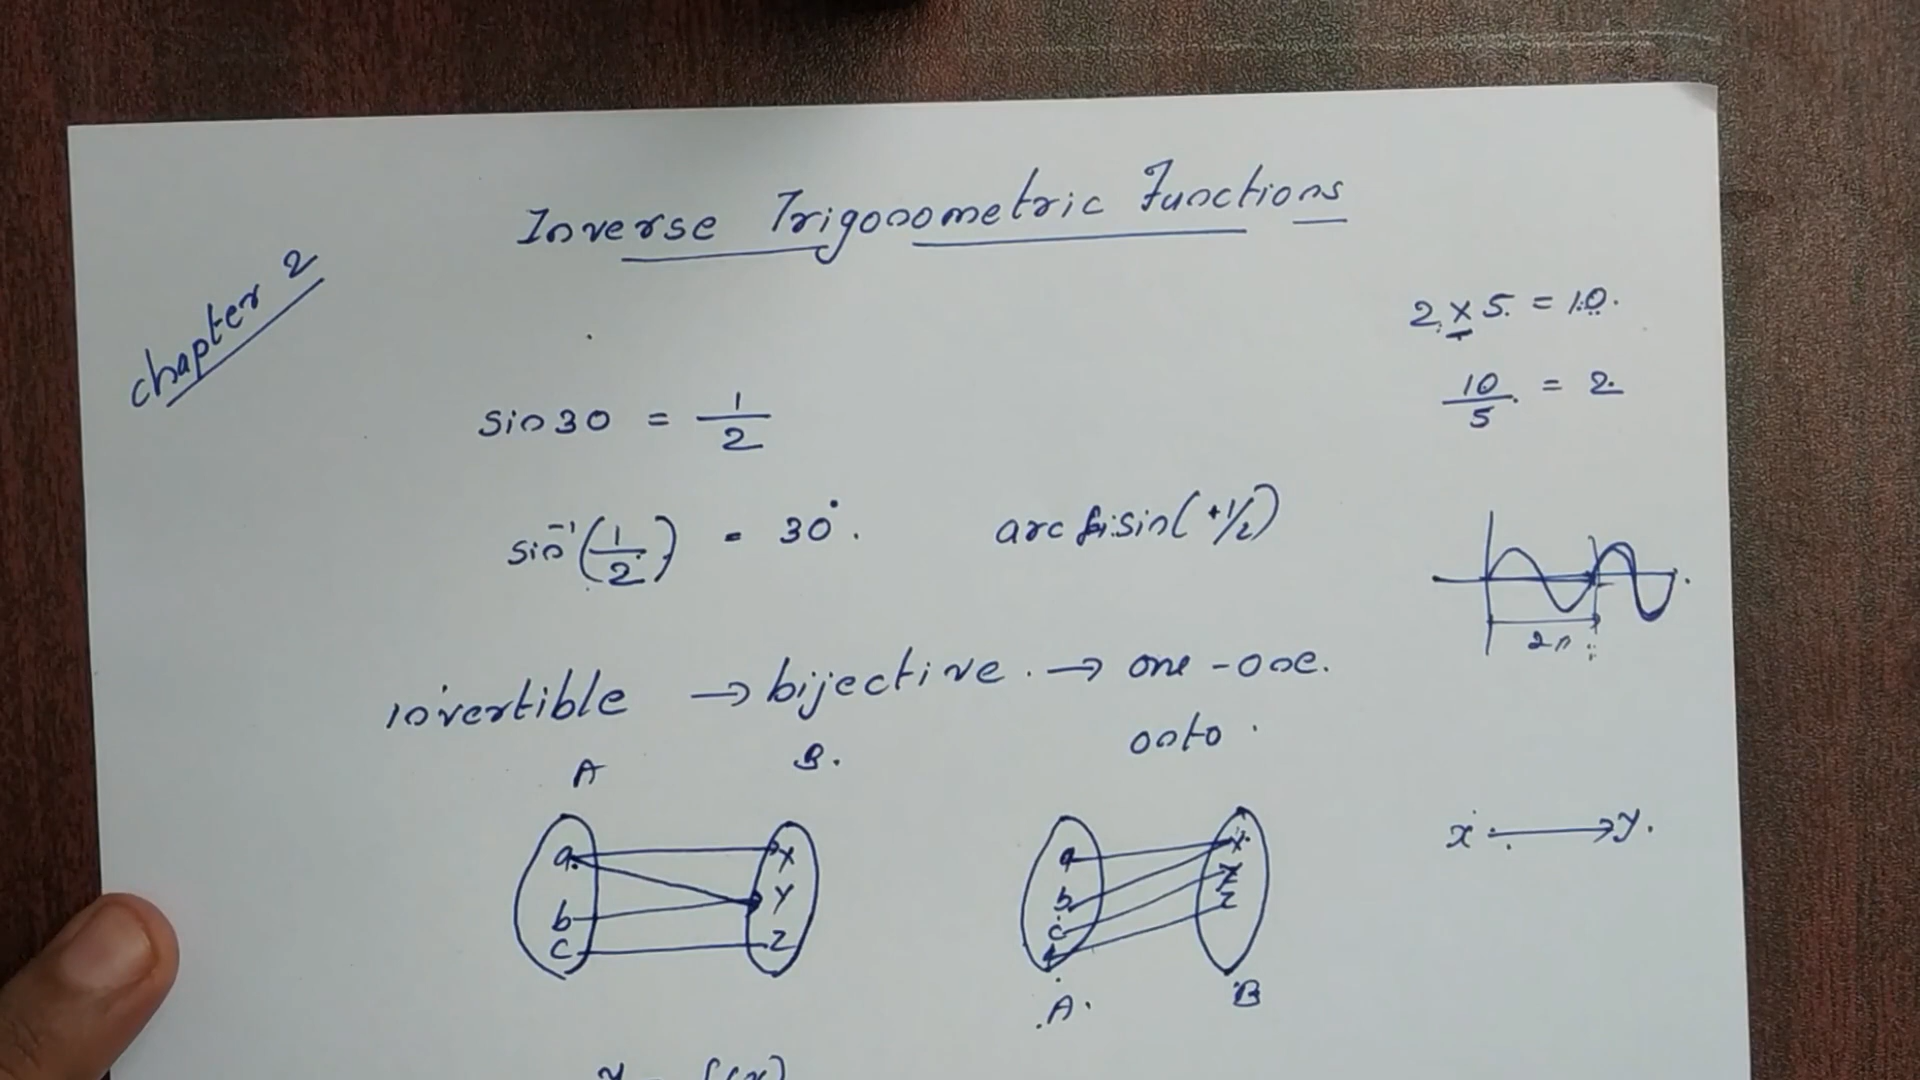 Inverse Trigonometric Functions
chapter 2
2 x 5 = 10.
10/5 = 2
sin 30 = 1/2
sin⁻¹(1/2) = 30°.
arc sin(+1/2)
2π
invertible → bijective. → one-one.
onto.
A B.
a x
b y
c z
a x
b y
c z
A. B
x → y.
y = f(x)